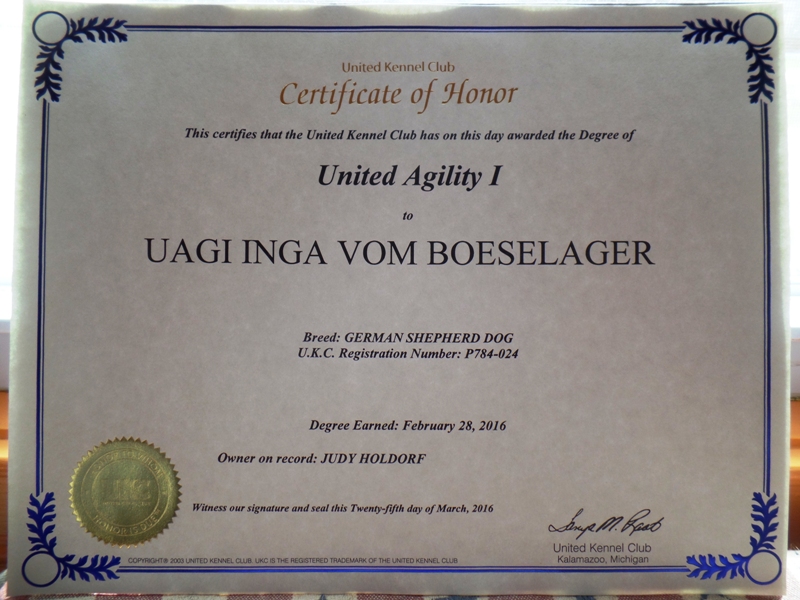 United Kennel Club
Certificate of Honor
This certifies that the United Kennel Club has on this day awarded the Degree of
United Agility I
to
UAGI INGA VOM BOESELAGER
Breed: GERMAN SHEPHERD DOG
U.K.C. Registration Number: P784-024
Degree Earned: February 28, 2016
Owner on record: JUDY HOLDORF
Witness our signature and seal this Twenty-fifth day of March, 2016
United Kennel Club
Kalamazoo, Michigan
COPYRIGHT® 2003 UNITED KENNEL CLUB. UKC IS THE REGISTERED TRADEMARK OF THE UNITED KENNEL CLUB